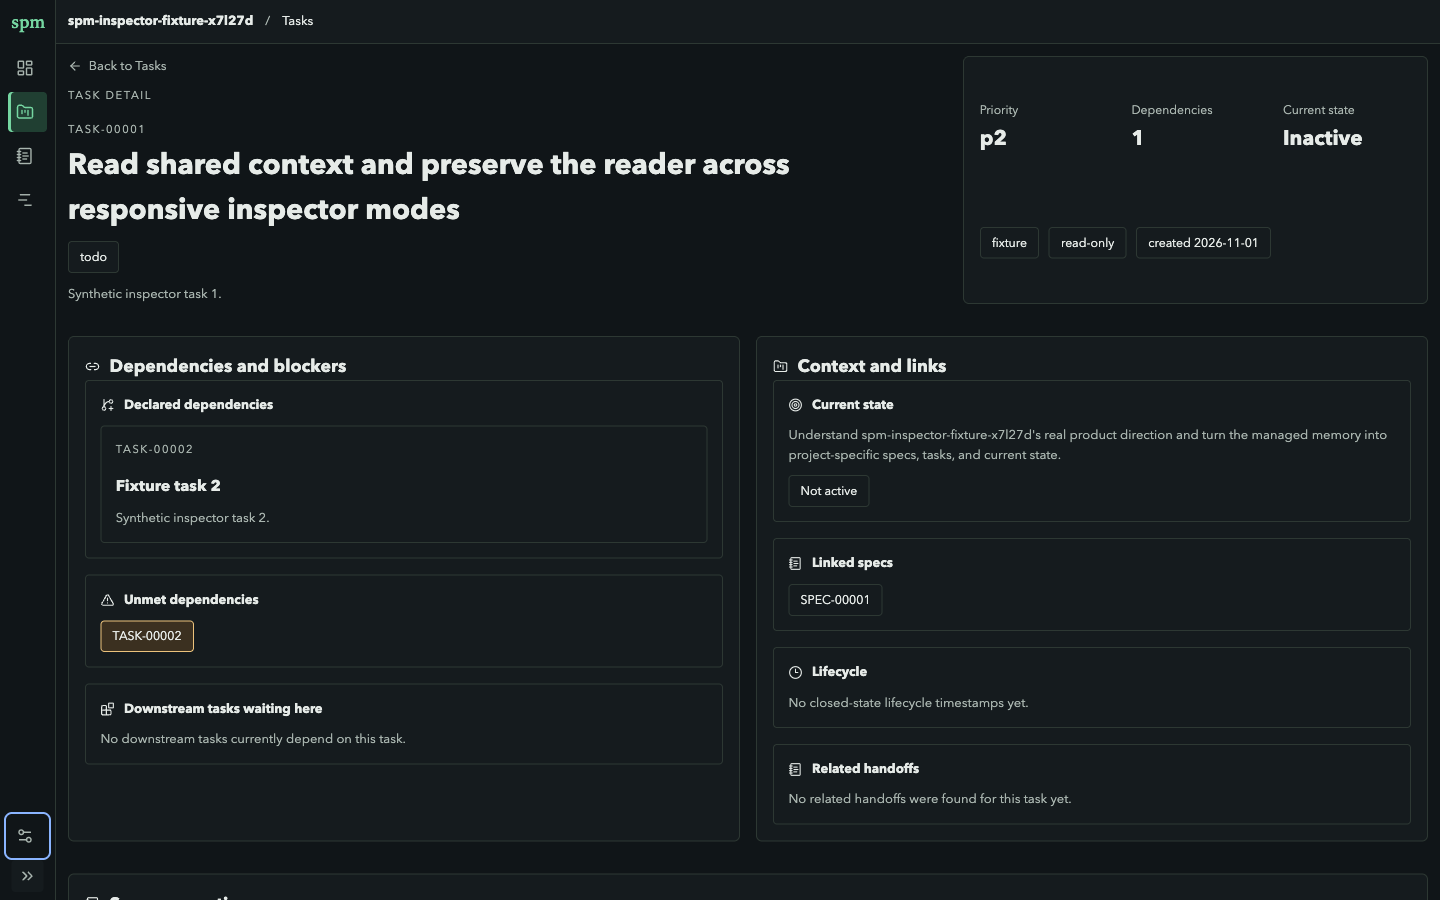 spm
spm-inspector-fixture-x7l27d / Tasks
Back to Tasks
TASK DETAIL
TASK-00001
Read shared context and preserve the reader across
responsive inspector modes
todo
Synthetic inspector task 1.
Priority
p2
Dependencies
1
Current state
Inactive
fixture
read-only
created 2026-11-01
Dependencies and blockers
Declared dependencies
TASK-00002
Fixture task 2
Synthetic inspector task 2.
Unmet dependencies
TASK-00002
Downstream tasks waiting here
No downstream tasks currently depend on this task.
Context and links
Current state
Understand spm-inspector-fixture-x7l27d's real product direction and turn the managed memory into
project-specific specs, tasks, and current state.
Not active
Linked specs
SPEC-00001
Lifecycle
No closed-state lifecycle timestamps yet.
Related handoffs
No related handoffs were found for this task yet.